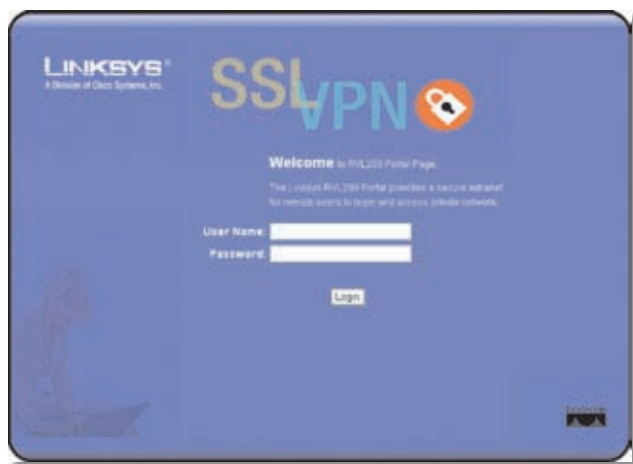 LINKSYS®
A Division of Cisco Systems, Inc.
SSL VPN
Welcome to RVL200 Portal Page.
The Linksys RVL200 Portal provides a secure extranet
for remote users to login and access private network.
User Name:
Password:
Login